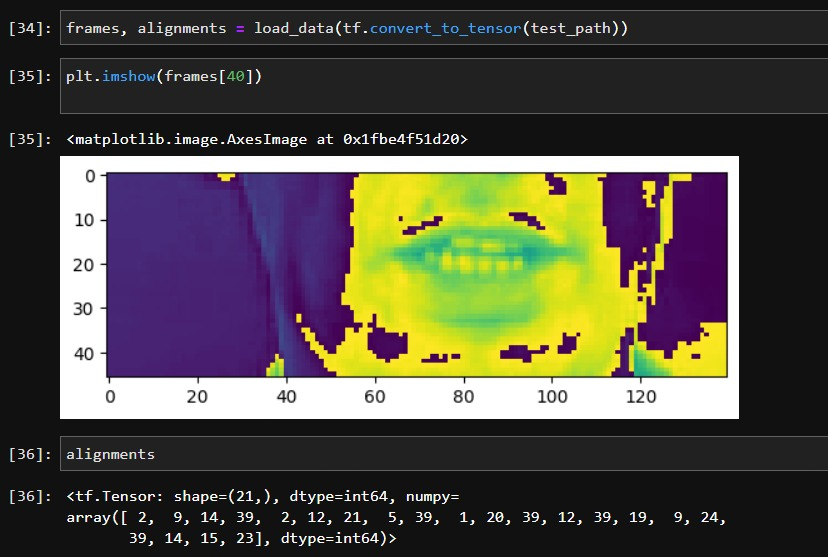 [34]: frames, alignments = load_data(tf.convert_to_tensor(test_path))
[35]: plt.imshow(frames[40])
[35]: <matplotlib.image.AxesImage at 0x1fbe4f51d20>
0
10
20
30
40
0 20 40 60 80 100 120
[36]: alignments
[36]: <tf.Tensor: shape=(21,), dtype=int64, numpy=
array([ 2,  9, 14, 39,  2, 12, 21,  5, 39,  1, 20, 39, 12, 39, 19,  9, 24,
       39, 14, 15, 23], dtype=int64)>